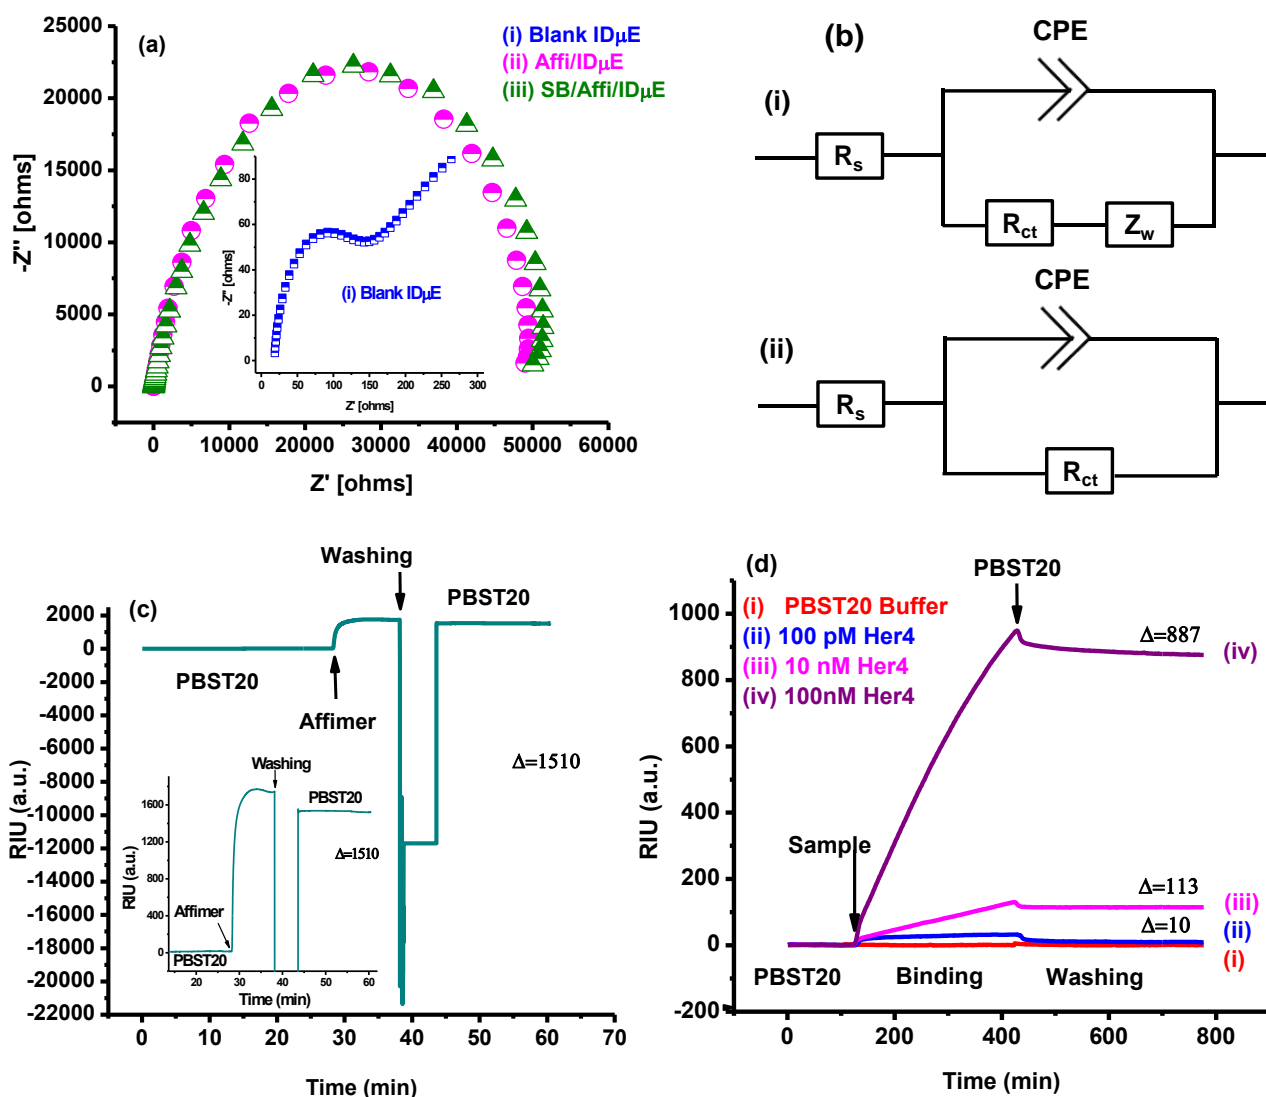 (a)
(i) Blank IDμE
(ii) Affi/IDμE
(iii) SB/Affi/IDμE
25000
20000
15000
10000
5000
0
-Z" [ohms]
0 10000 20000 30000 40000 50000 60000
Z' [ohms]
80
60
40
20
0
-Z" [ohms]
(i) Blank IDμE
0 50 100 150 200 250 300
Z' [ohms]
(b)
CPE
(i)
Rs
Rct
Zw
CPE
(ii)
Rs
Rct
(c)
Washing
PBST20
PBST20
Affimer
Δ=1510
2000
0
-2000
-4000
-6000
-8000
-10000
-12000
-14000
-16000
-18000
-20000
-22000
RIU (a.u.)
0 10 20 30 40 50 60 70
Time (min)
Washing
PBST20
Δ=1510
Affimer
PBST20
1600
1200
800
400
0
RIU (a.u.)
20 30 40 50 60
Time (min)
(d)
PBST20
(i) PBST20 Buffer
(ii) 100 pM Her4
(iii) 10 nM Her4
(iv) 100nM Her4
Δ=887
(iv)
Sample
Δ=113
(iii)
Δ=10
(ii)
(i)
PBST20
Binding
Washing
1000
800
600
400
200
0
-200
RIU (a.u.)
0 200 400 600 800
Time (min)